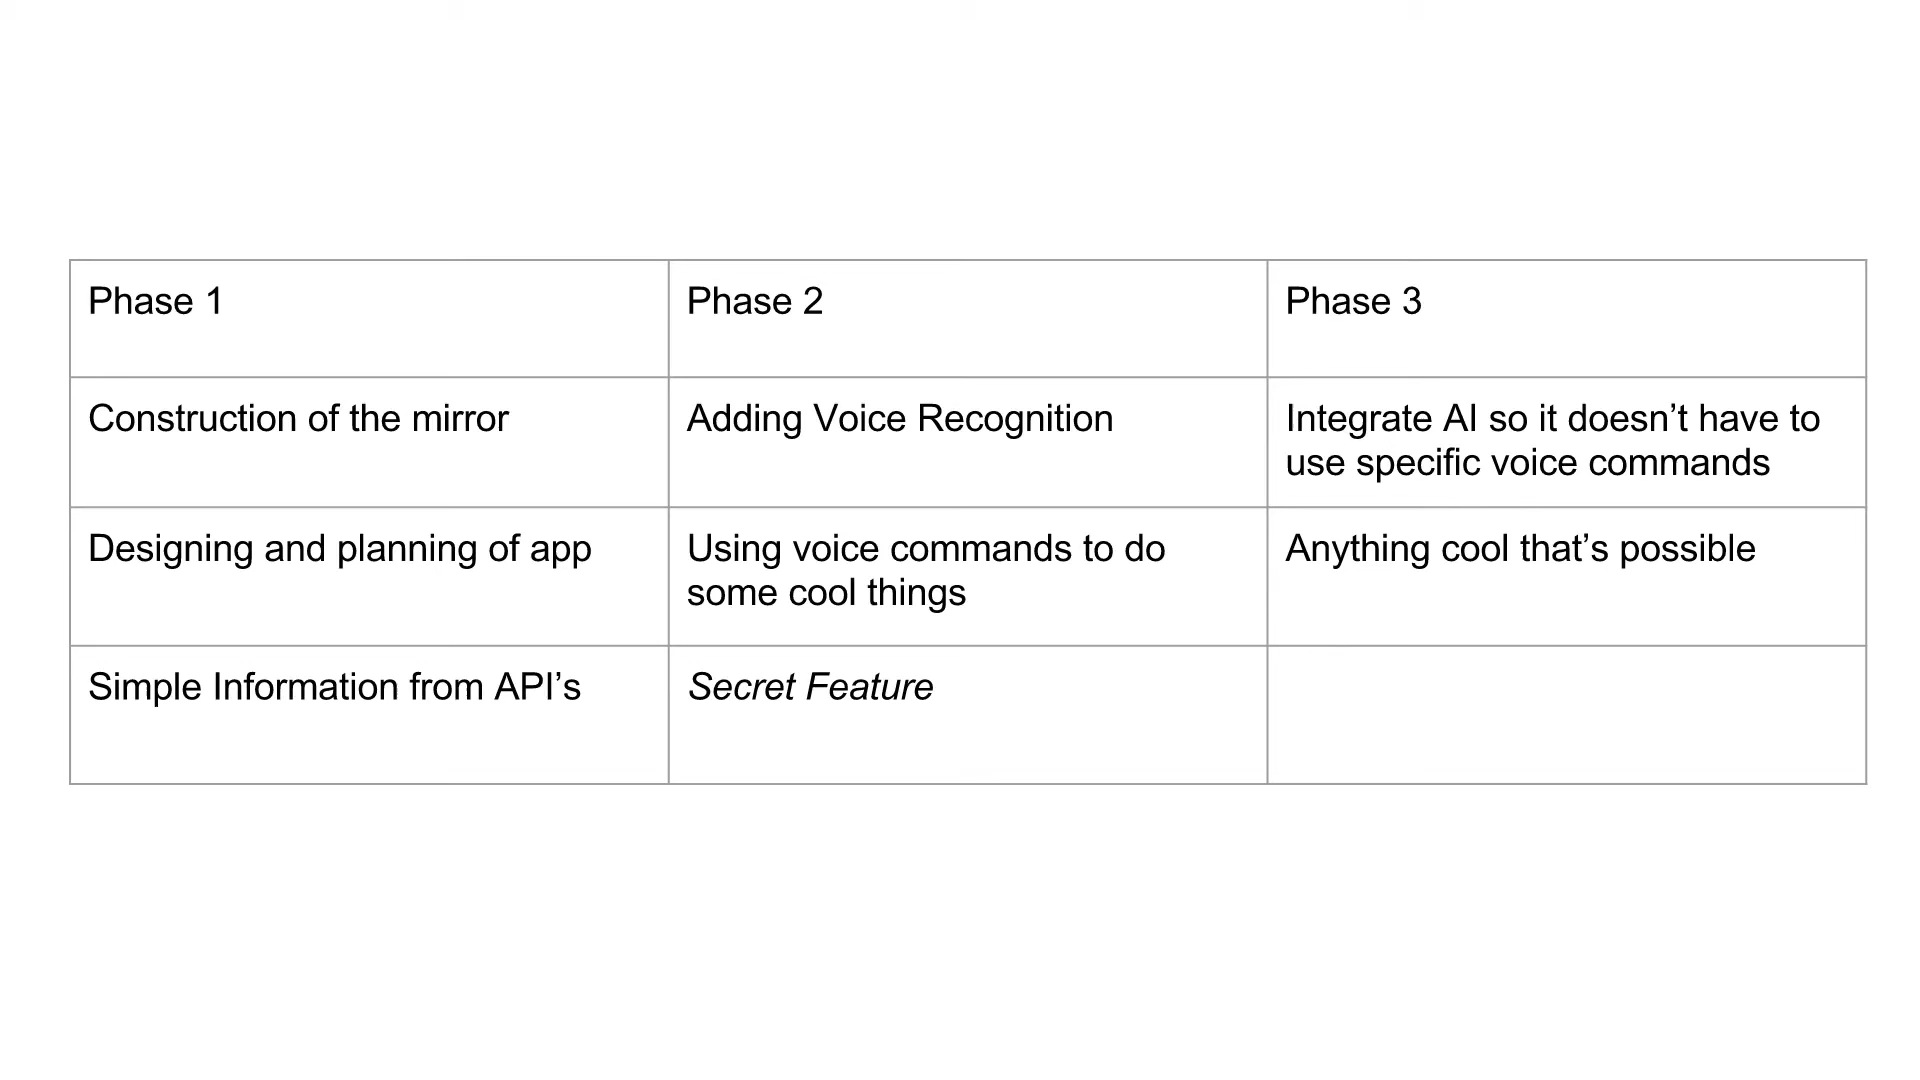 Phase 1
Phase 2
Phase 3
Construction of the mirror
Adding Voice Recognition
Integrate AI so it doesn’t have to
use specific voice commands
Designing and planning of app
Using voice commands to do
some cool things
Anything cool that’s possible
Simple Information from API’s
Secret Feature